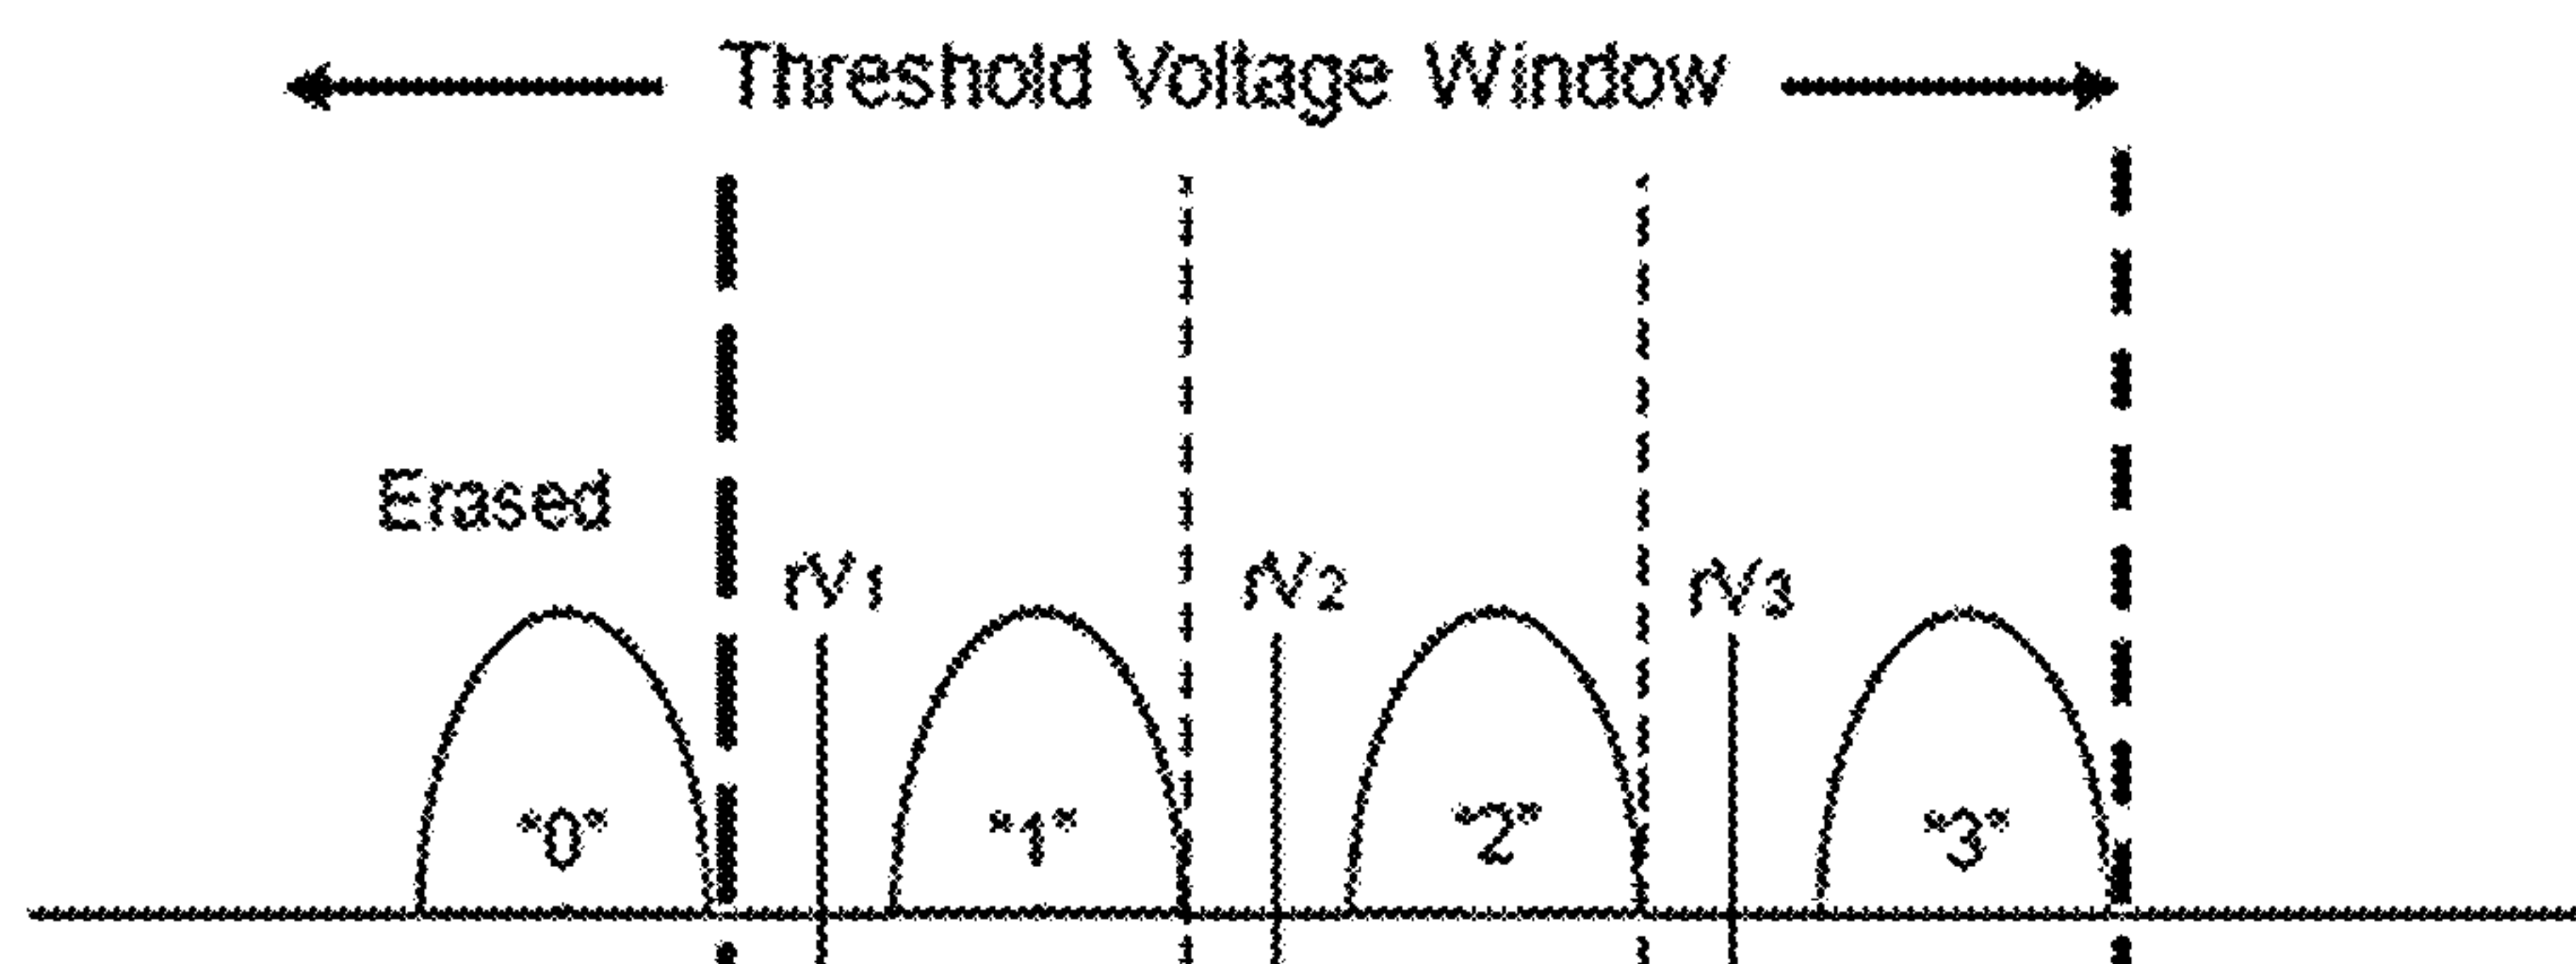 Threshold Voltage Window
Erased
rV1 rV2 rV3
"0" "1" "2" "3"